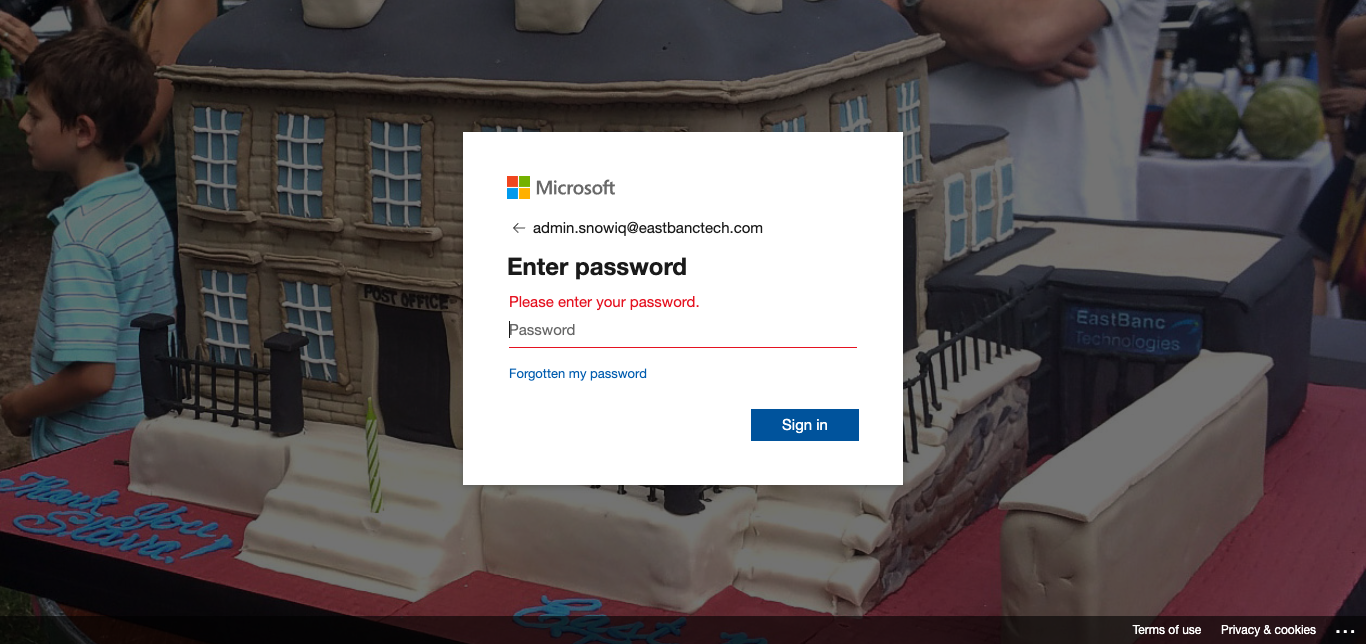 Microsoft
admin.snowiq@eastbanctech.com
Enter password
Please enter your password.
Password
Forgotten my password
Sign in
POST OFFICE
EastBanc
Technologies
Thank You,
Terms of use
Privacy & cookies